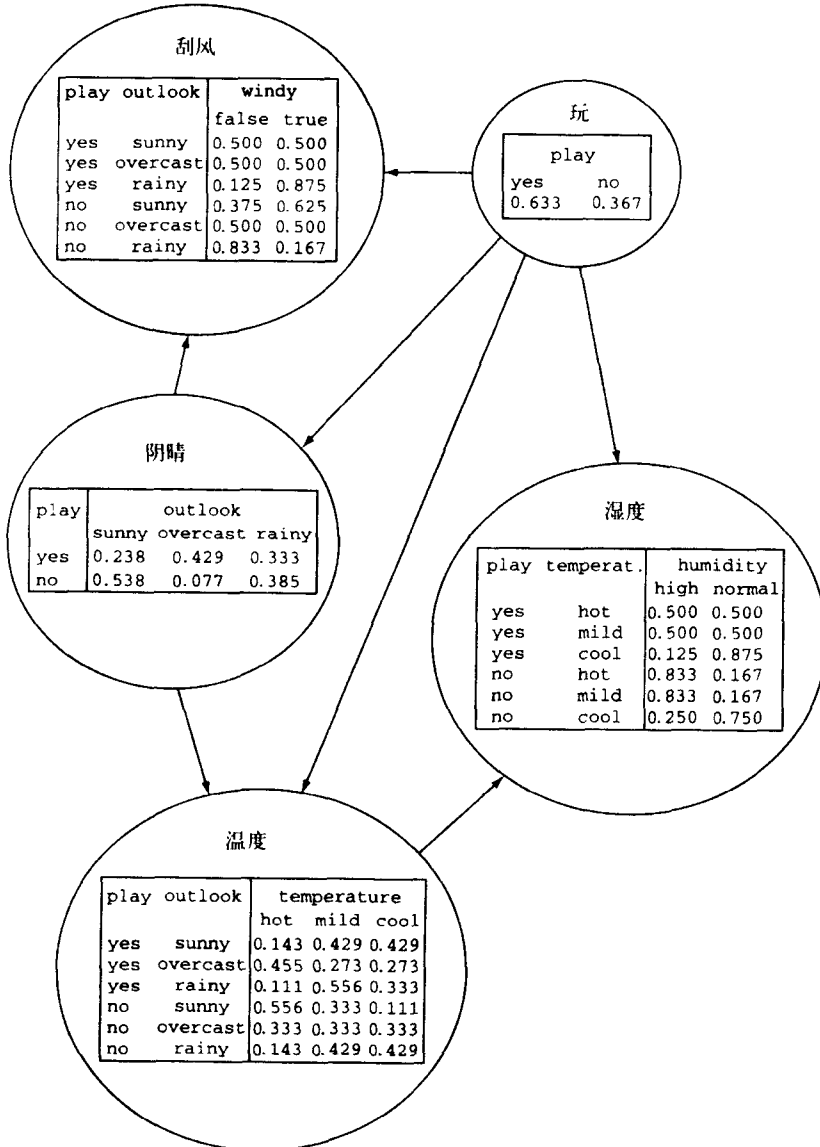 刮风
play outlook windy
false true
yes sunny 0.500 0.500
yes overcast 0.500 0.500
yes rainy 0.125 0.875
no sunny 0.375 0.625
no overcast 0.500 0.500
no rainy 0.833 0.167
玩
play
yes no
0.633 0.367
阴晴
play outlook
sunny overcast rainy
yes 0.238 0.429 0.333
no 0.538 0.077 0.385
湿度
play temperat. humidity
high normal
yes hot 0.500 0.500
yes mild 0.500 0.500
yes cool 0.125 0.875
no hot 0.833 0.167
no mild 0.833 0.167
no cool 0.250 0.750
温度
play outlook temperature
hot mild cool
yes sunny 0.143 0.429 0.429
yes overcast 0.455 0.273 0.273
yes rainy 0.111 0.556 0.333
no sunny 0.556 0.333 0.111
no overcast 0.333 0.333 0.333
no rainy 0.143 0.429 0.429